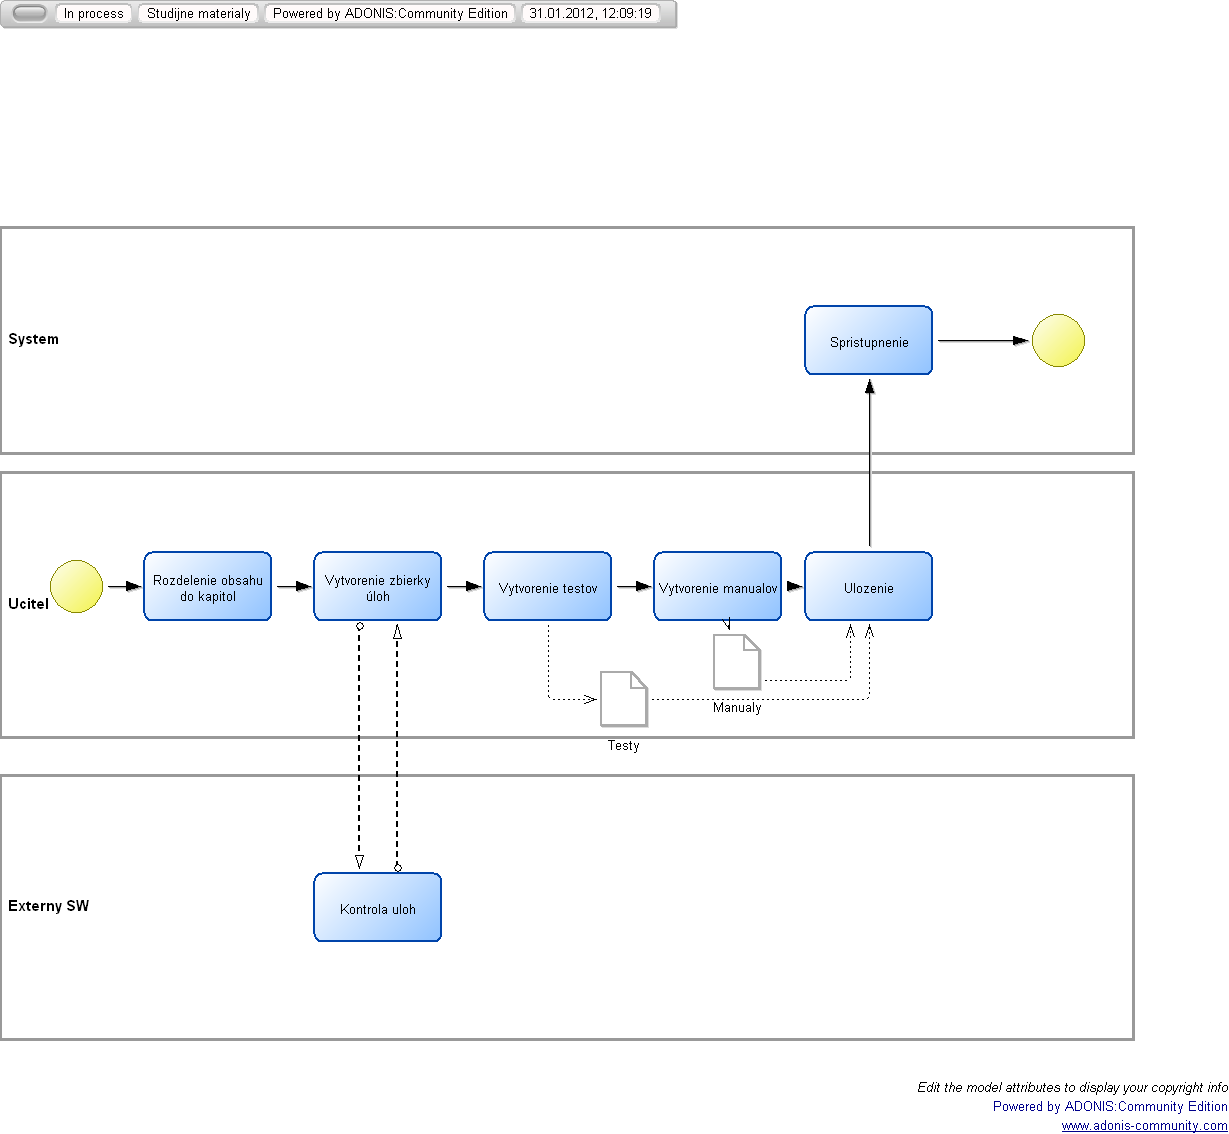 In process Studijne materialy Powered by ADONIS:Community Edition 31.01.2012, 12:09:19
System
Spristupnenie
Ucitel
Rozdelenie obsahu
do kapitol
Vytvorenie zbierky
úloh
Vytvorenie testov
Vytvorenie manualov
Ulozenie
Manualy
Testy
Externy SW
Kontrola uloh
Edit the model attributes to display your copyright info
Powered by ADONIS:Community Edition
www.adonis-community.com